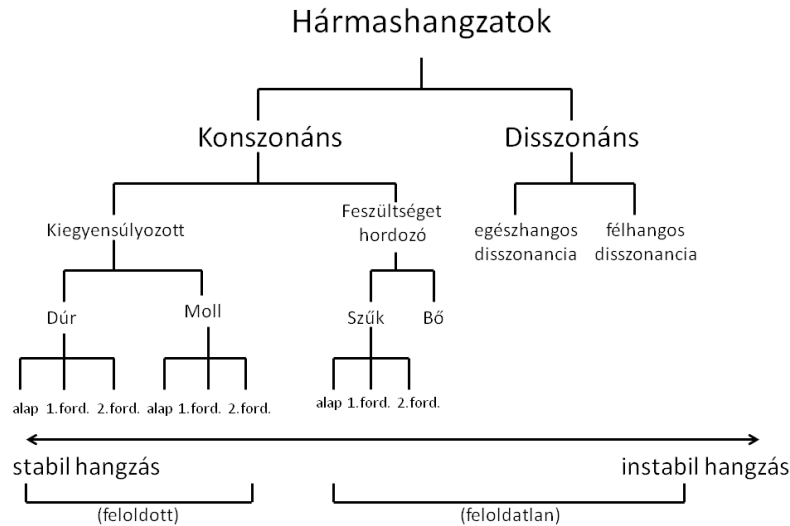 Hármashangzatok
Konszonáns Disszonáns
Kiegyensúlyozott
Feszültséget
hordozó
egészhangos
disszonancia
félhangos
disszonancia
Dúr Moll Szűk Bő
alap 1.ford. 2.ford. alap 1.ford. 2.ford. alap 1.ford. 2.ford.
stabil hangzás instabil hangzás
(feloldott) (feloldatlan)